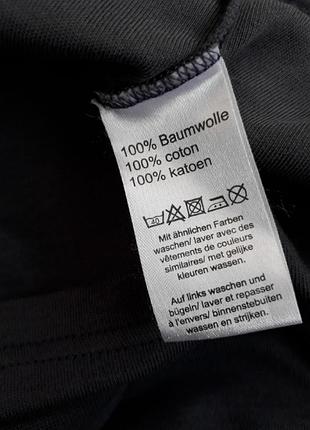 100% Baumwolle
100% coton
100% katoen
40
Mit ähnlichen Farben
waschen/ laver avec des
vêtements de couleurs
similaires/ met gelijke
kleuren wassen.
Auf links waschen und
bügeln/ laver et repasser
à l'envers/ binnenstebuiten
wassen en strijken.